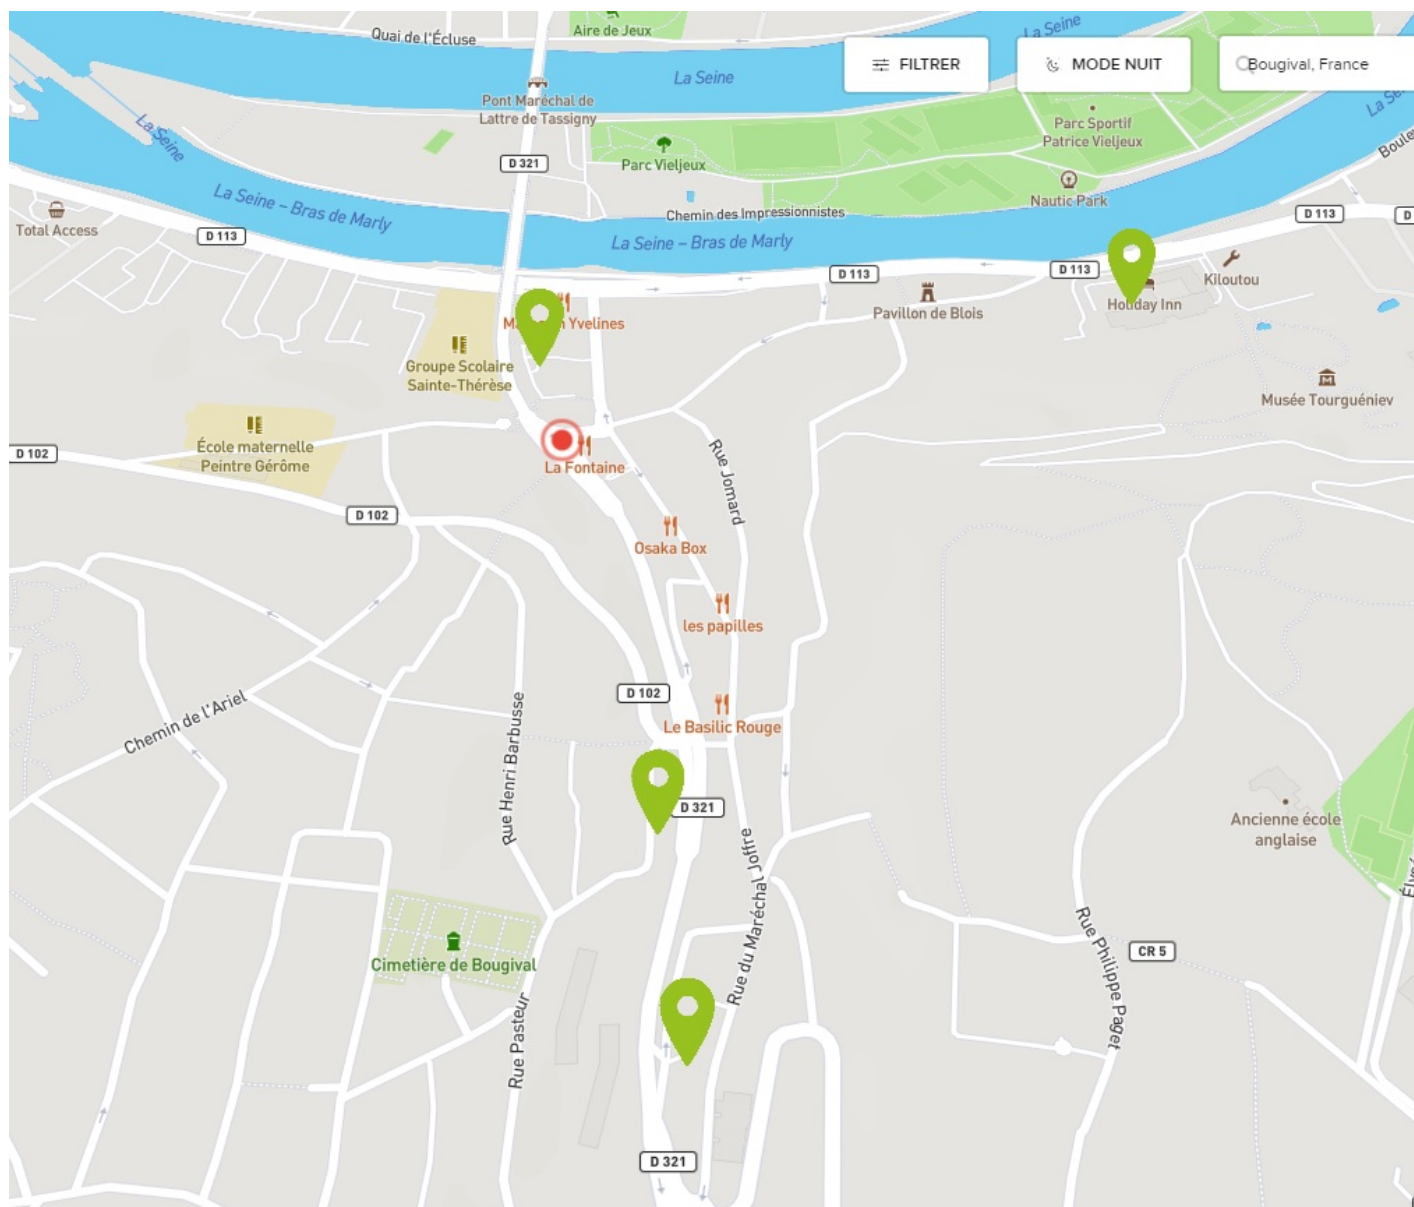 Quai de l'Écluse
Aire de Jeux
La Seine
FILTRER
MODE NUIT
Bougival, France
La Seine
Pont Maréchal de
Lattre de Tassigny
La Seine
Parc Sportif
Patrice Vieljeux
D 321
Parc Vieljeux
Nautic Park
La Seine – Bras de Marly
Chemin des Impressionnistes
Total Access
D 113
La Seine – Bras de Marly
D 113
D 113
D 113
D
Kiloutou
Holiday Inn
Pavillon de Blois
Yvelines
Groupe Scolaire
Sainte-Thérèse
Musée Tourguéniev
École maternelle
Peintre Gérôme
D 102
La Fontaine
Rue Jomard
D 102
Osaka Box
les papilles
D 102
Le Basilic Rouge
Chemin de l'Ariel
Rue Henri Barbusse
D 321
Ancienne école
anglaise
Rue du Maréchal Joffre
Cimetière de Bougival
CR 5
Rue Philippe Paget
Rue Pasteur
D 321